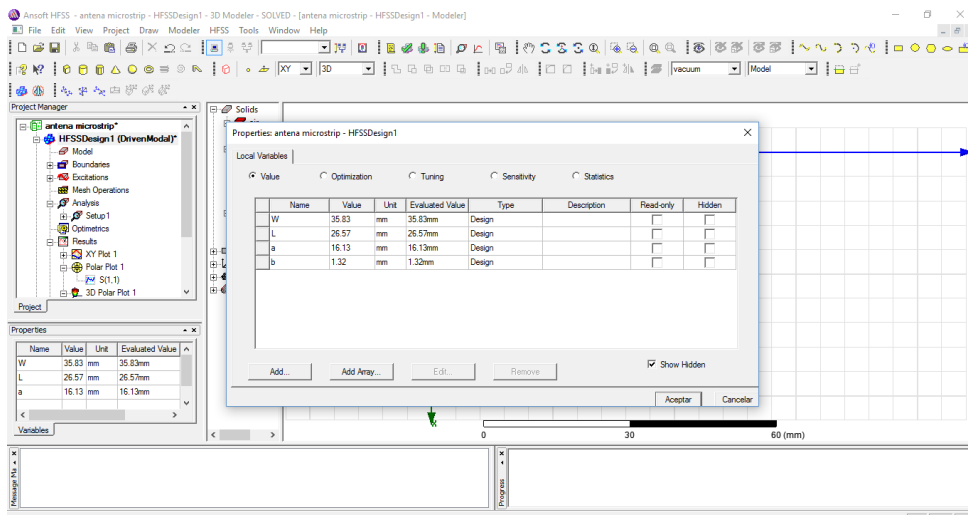 Ansoft HFSS - antena microstrip - HFSSDesign1 - 3D Modeler - SOLVED - [antena microstrip - HFSSDesign1 - Modeler]
File Edit View Project Draw Modeler HFSS Tools Window Help
XY 3D vacuum Model
Project Manager
antena microstrip*
HFSSDesign1 (DrivenModal)*
Model
Boundaries
Excitations
Mesh Operations
Analysis
Setup1
Optimetrics
Results
XY Plot 1
Polar Plot 1
S(1,1)
3D Polar Plot 1
Project
Solids
Properties: antena microstrip - HFSSDesign1
Local Variables
Value Optimization Tuning Sensitivity Statistics
Name Value Unit Evaluated Value Type Description Read-only Hidden
W 35.83 mm 35.83mm Design
L 26.57 mm 26.57mm Design
a 16.13 mm 16.13mm Design
b 1.32 mm 1.32mm Design
Add... Add Array... Edit... Remove Show Hidden
Aceptar Cancelar
Properties
Name Value Unit Evaluated Value
W 35.83 mm 35.83mm
L 26.57 mm 26.57mm
a 16.13 mm 16.13mm
Variables
0 30 60 (mm)
Message Ma
Progress